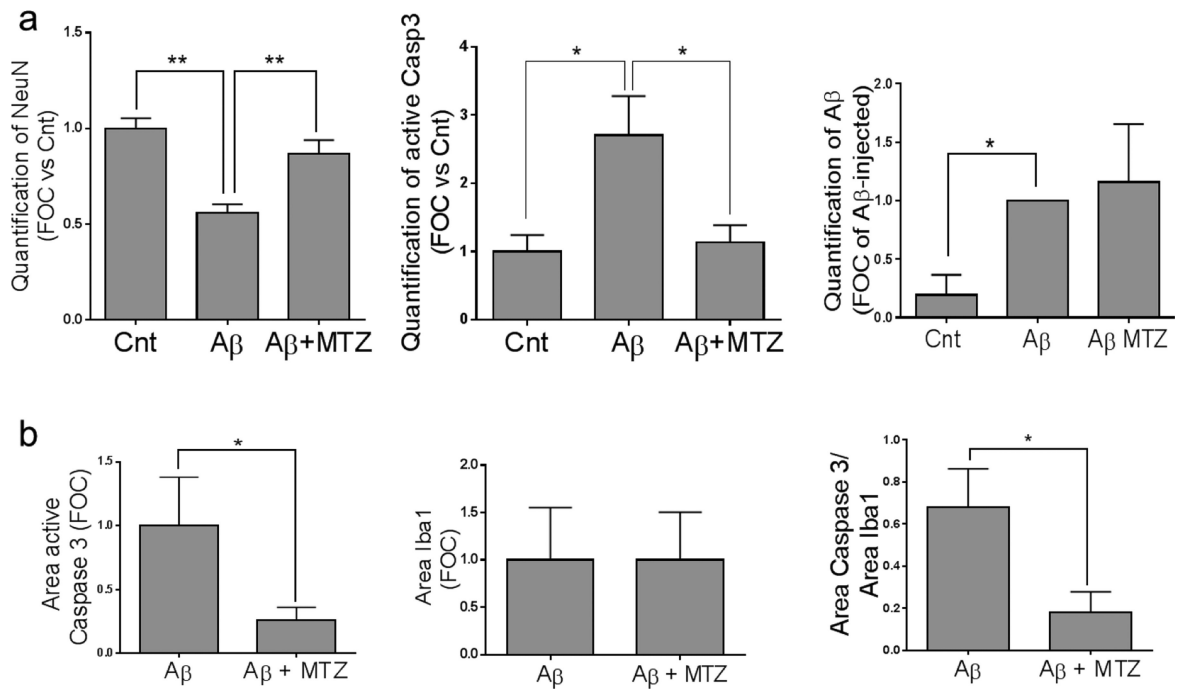 a
Quantification of NeuN
(FOC vs Cnt)
1.5
1.0
0.5
0.0
**
**
Cnt
Aβ
Aβ+MTZ
Quantification of active Casp3
(FOC vs Cnt)
4
3
2
1
0
*
*
Cnt
Aβ
Aβ+MTZ
Quantification of Aβ
(FOC of Aβ-injected)
2.0
1.5
1.0
0.5
0.0
*
Cnt
Aβ
Aβ MTZ
b
Area active
Caspase 3 (FOC)
1.5
1.0
0.5
0.0
*
Aβ
Aβ + MTZ
Area Iba1
(FOC)
2.0
1.5
1.0
0.5
0.0
Aβ
Aβ + MTZ
Area Caspase 3/
Area Iba1
1.0
0.8
0.6
0.4
0.2
0.0
*
Aβ
Aβ + MTZ